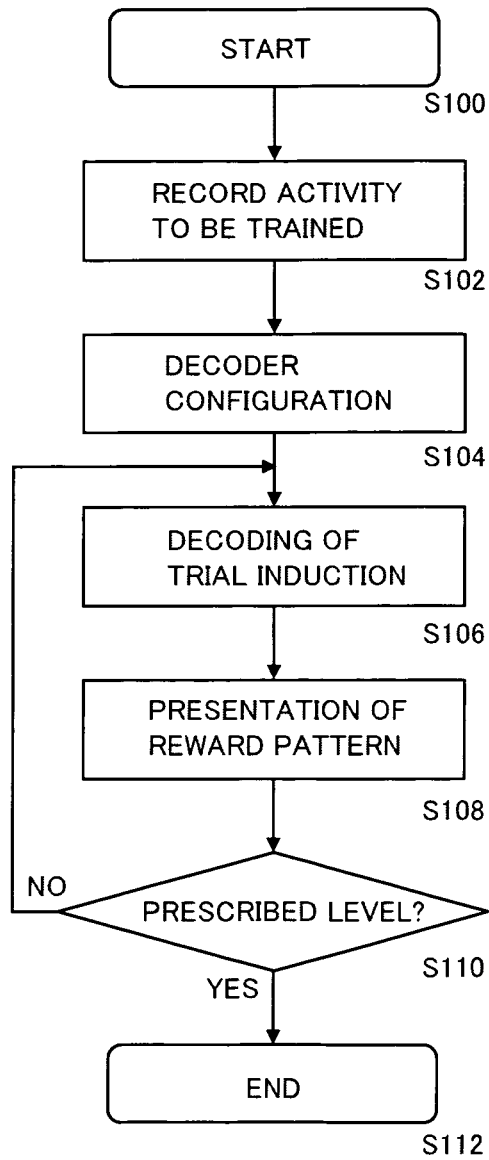 START
S100
RECORD ACTIVITY
TO BE TRAINED
S102
DECODER
CONFIGURATION
S104
DECODING OF
TRIAL INDUCTION
S106
PRESENTATION OF
REWARD PATTERN
S108
NO
PRESCRIBED LEVEL?
S110
YES
END
S112